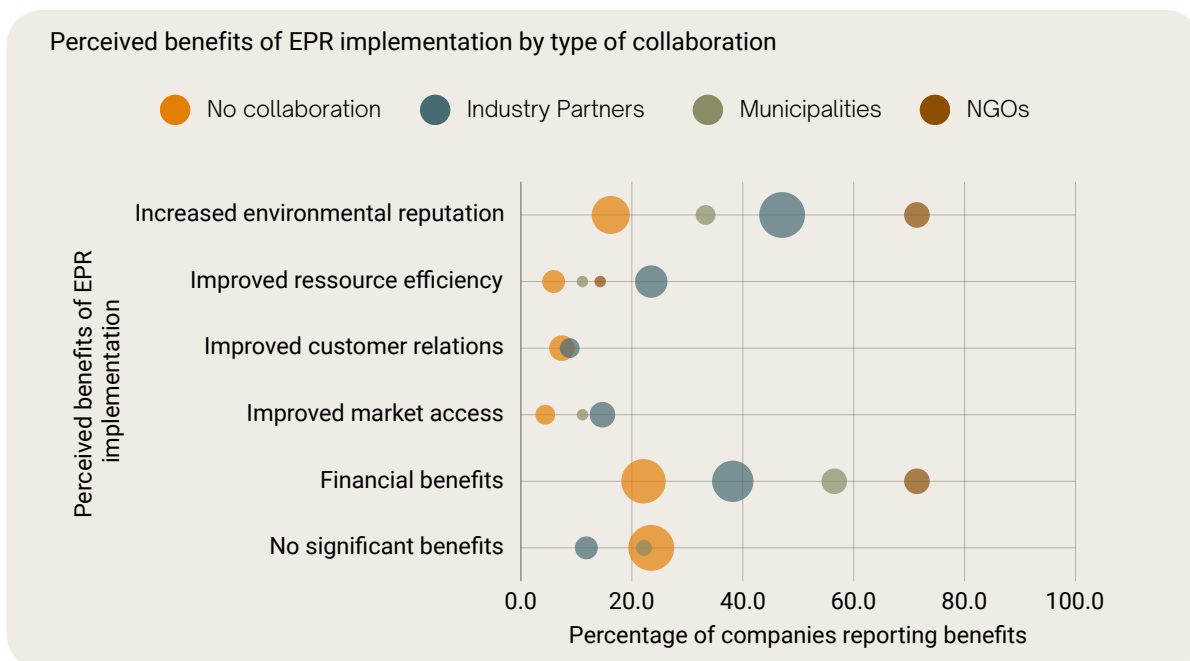 Perceived benefits of EPR implementation by type of collaboration
No collaboration
Industry Partners
Municipalities
NGOs
Perceived benefits of EPR
implementation
Increased environmental reputation
Improved ressource efficiency
Improved customer relations
Improved market access
Financial benefits
No significant benefits
0.0
20.0
40.0
60.0
80.0
100.0
Percentage of companies reporting benefits